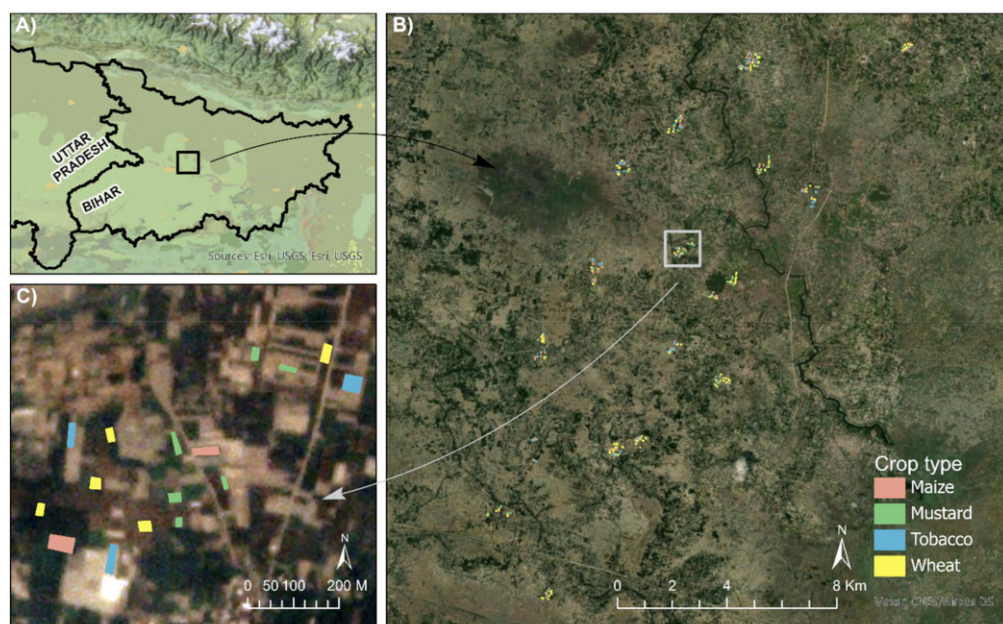 A)
UTTAR
PRADESH
BIHAR
Sources: Esri, USGS, Esri, USGS
B)
Crop type
Maize
Mustard
Tobacco
Wheat
N
0 2 4 8 Km
C)
N
0 50 100 200 M